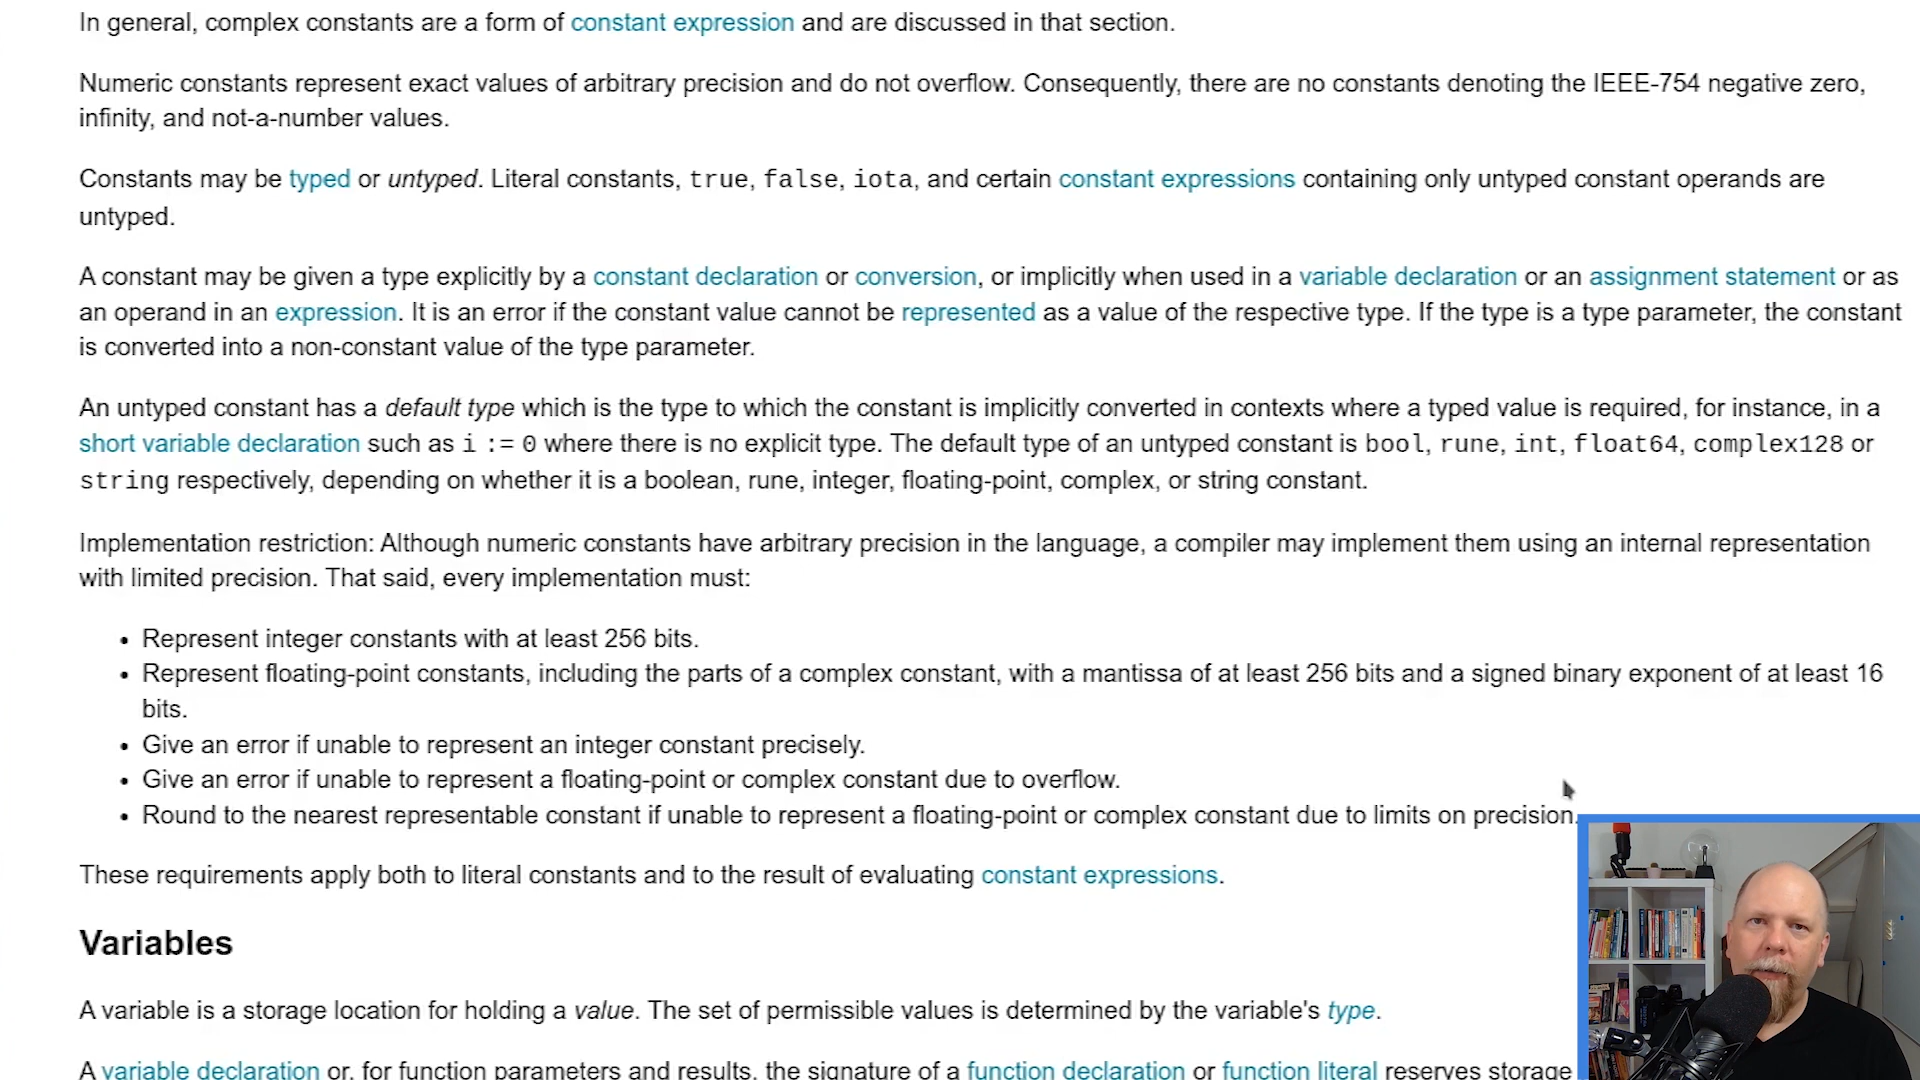 In general, complex constants are a form of constant expression and are discussed in that section.
Numeric constants represent exact values of arbitrary precision and do not overflow. Consequently, there are no constants denoting the IEEE-754 negative zero,
infinity, and not-a-number values.
Constants may be typed or untyped. Literal constants, true, false, iota, and certain constant expressions containing only untyped constant operands are
untyped.
A constant may be given a type explicitly by a constant declaration or conversion, or implicitly when used in a variable declaration or an assignment statement or as
an operand in an expression. It is an error if the constant value cannot be represented as a value of the respective type. If the type is a type parameter, the constant
is converted into a non-constant value of the type parameter.
An untyped constant has a default type which is the type to which the constant is implicitly converted in contexts where a typed value is required, for instance, in a
short variable declaration such as i := 0 where there is no explicit type. The default type of an untyped constant is bool, rune, int, float64, complex128 or
string respectively, depending on whether it is a boolean, rune, integer, floating-point, complex, or string constant.
Implementation restriction: Although numeric constants have arbitrary precision in the language, a compiler may implement them using an internal representation
with limited precision. That said, every implementation must:
• Represent integer constants with at least 256 bits.
• Represent floating-point constants, including the parts of a complex constant, with a mantissa of at least 256 bits and a signed binary exponent of at least 16
bits.
• Give an error if unable to represent an integer constant precisely.
• Give an error if unable to represent a floating-point or complex constant due to overflow.
• Round to the nearest representable constant if unable to represent a floating-point or complex constant due to limits on precision.
These requirements apply both to literal constants and to the result of evaluating constant expressions.
Variables
A variable is a storage location for holding a value. The set of permissible values is determined by the variable's type.
A variable declaration or, for function parameters and results, the signature of a function declaration or function literal reserves storage